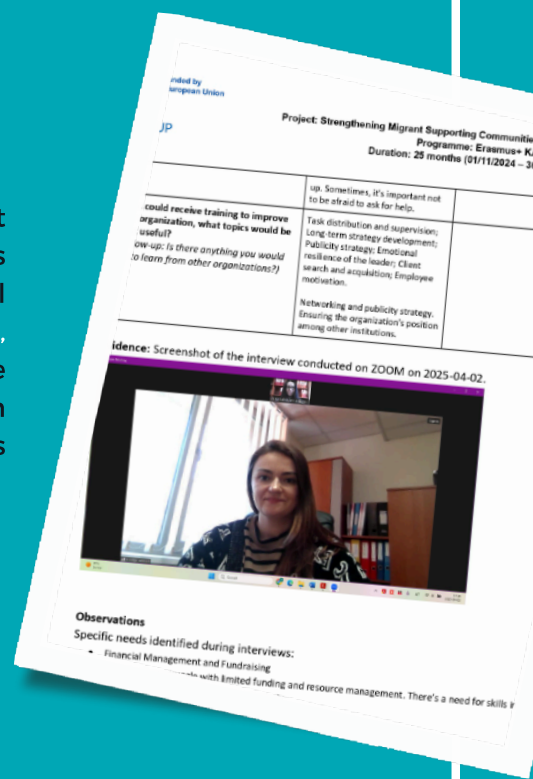 t
s
l
,
e
n
s
nded by
uropean Union
UP
Project: Strengthening Migrant Supporting Communitie
Programme: Erasmus+ K
Duration: 25 months (01/11/2024 – 3
up. Sometimes, it's important not
to be afraid to ask for help.
could receive training to improve
organization, what topics would be
useful?
ow-up: Is there anything you would
to learn from other organizations?)
Task distribution and supervision;
Long-term strategy development;
Publicity strategy; Emotional
resilience of the leader; Client
search and acquisition; Employee
motivation.
Networking and publicity strategy.
Ensuring the organization's position
among other institutions.
idence: Screenshot of the interview conducted on ZOOM on 2025-04-02.
Observations
Specific needs identified during interviews:
• Financial Management and Fundraising
with limited funding and resource management. There's a need for skills i